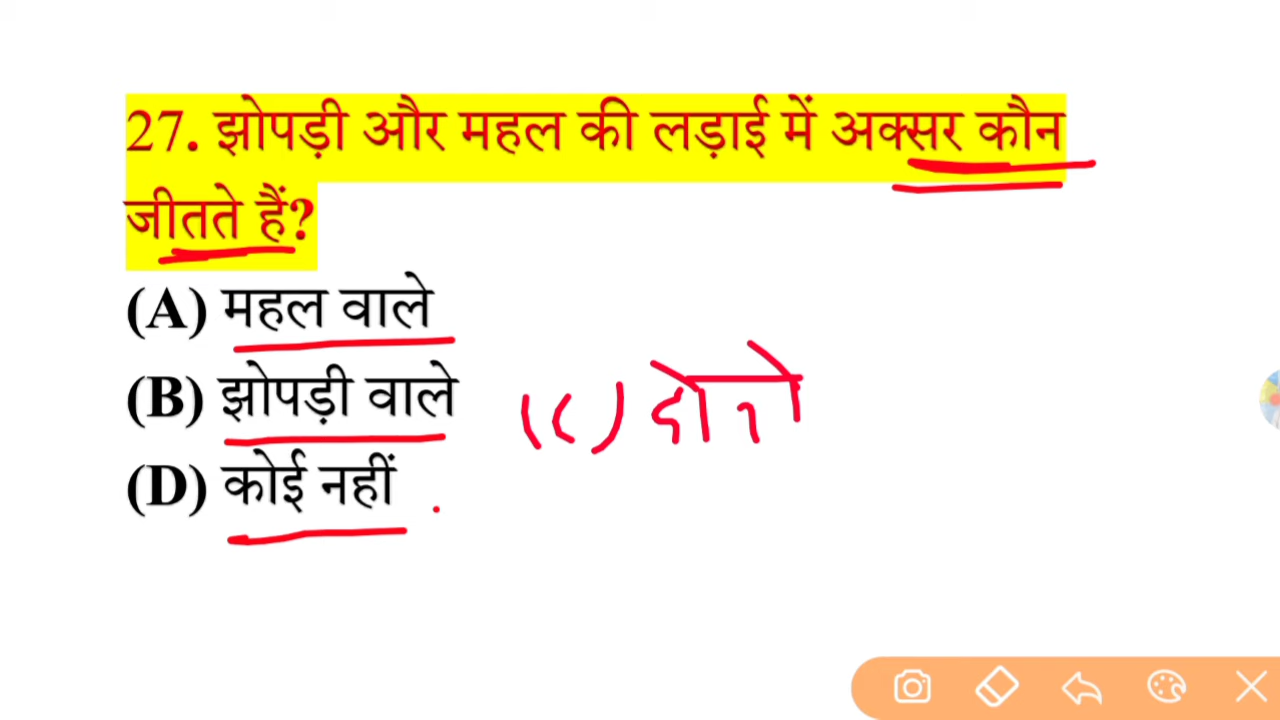 27. झोपड़ी और महल की लड़ाई में अक्सर कौन
जीतते हैं?
(A) महल वाले
(B) झोपड़ी वाले
(C) दोनो
(D) कोई नहीं